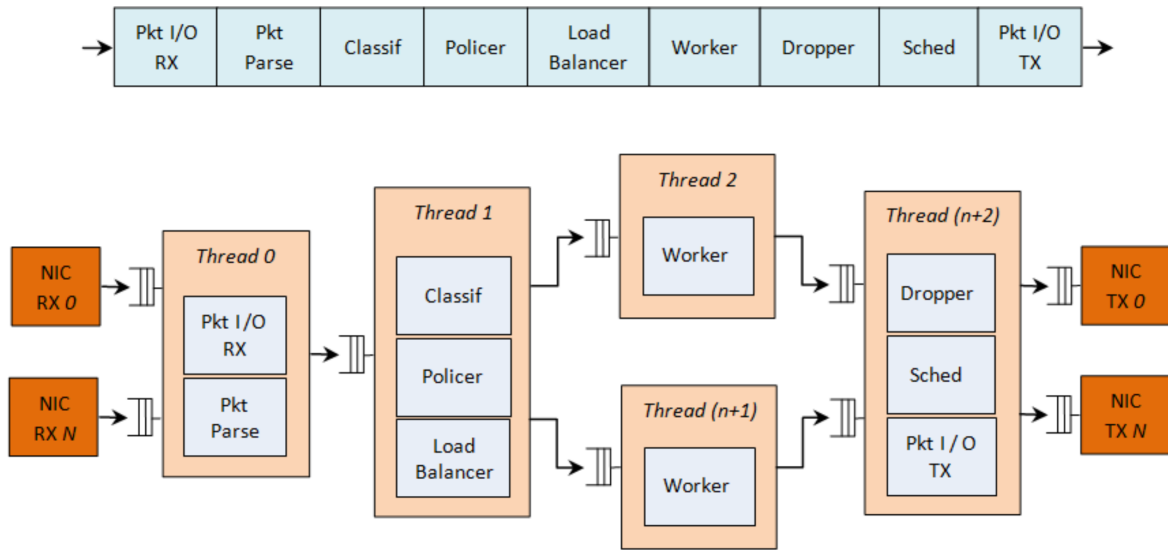 Pkt I/O
RX
Pkt
Parse
Classif
Policer
Load
Balancer
Worker
Dropper
Sched
Pkt I/O
TX
NIC
RX 0
NIC
RX N
Thread 0
Pkt I/O
RX
Pkt
Parse
Thread 1
Classif
Policer
Load
Balancer
Thread 2
Worker
Thread (n+1)
Worker
Thread (n+2)
Dropper
Sched
Pkt I / O
TX
NIC
TX 0
NIC
TX N